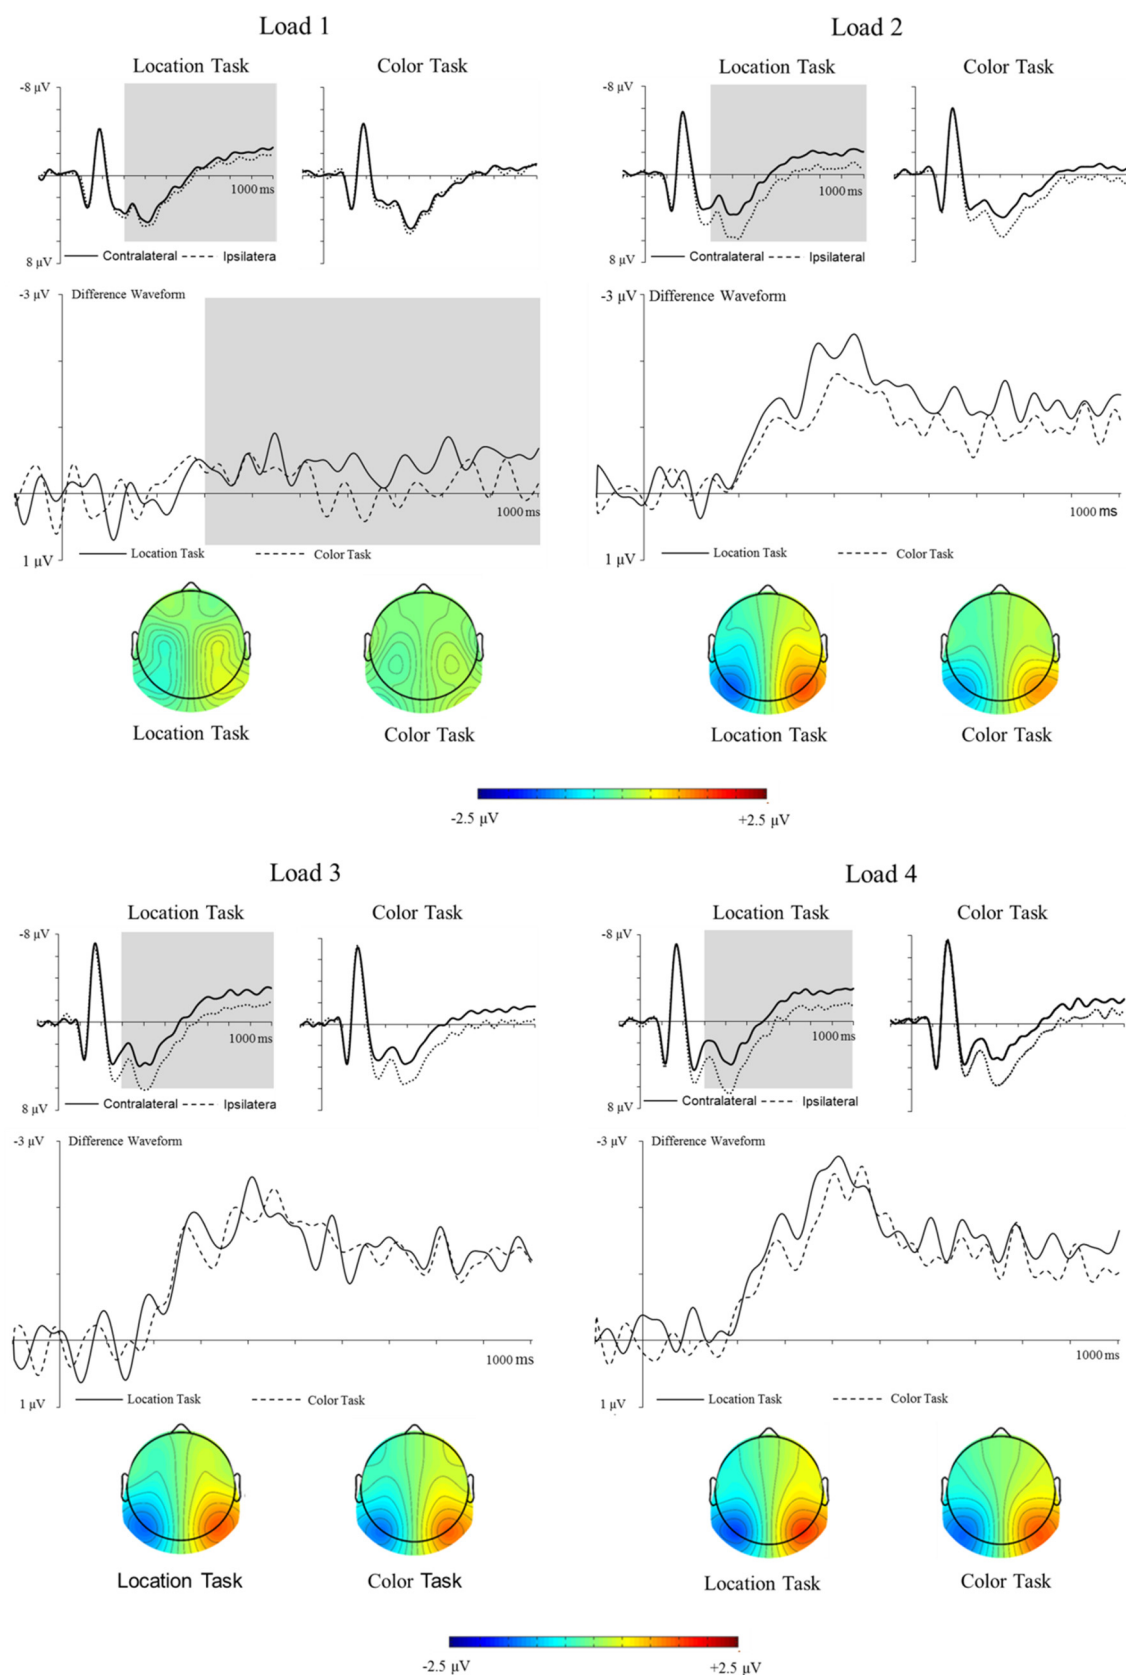 Load 1
Location Task
Color Task
-8 µV
1000 ms
8 µV
Contralateral
Ipsilatera
-3 µV
Difference Waveform
1000 ms
1 µV
Location Task
Color Task
Location Task
Color Task
Load 2
Location Task
Color Task
-8 µV
1000 ms
8 µV
Contralateral
Ipsilateral
-3 µV
Difference Waveform
1000 ms
1 µV
Location Task
Color Task
Location Task
Color Task
-2.5 µV
+2.5 µV
Load 3
Location Task
Color Task
-8 µV
1000 ms
8 µV
Contralateral
Ipsilatera
-3 µV
Difference Waveform
1000 ms
1 µV
Location Task
Color Task
Location Task
Color Task
Load 4
Location Task
Color Task
-8 µV
1000 ms
8 µV
Contralateral
Ipsilateral
-3 µV
Difference Waveform
1000 ms
1 µV
Location Task
Color Task
Location Task
Color Task
-2.5 µV
+2.5 µV